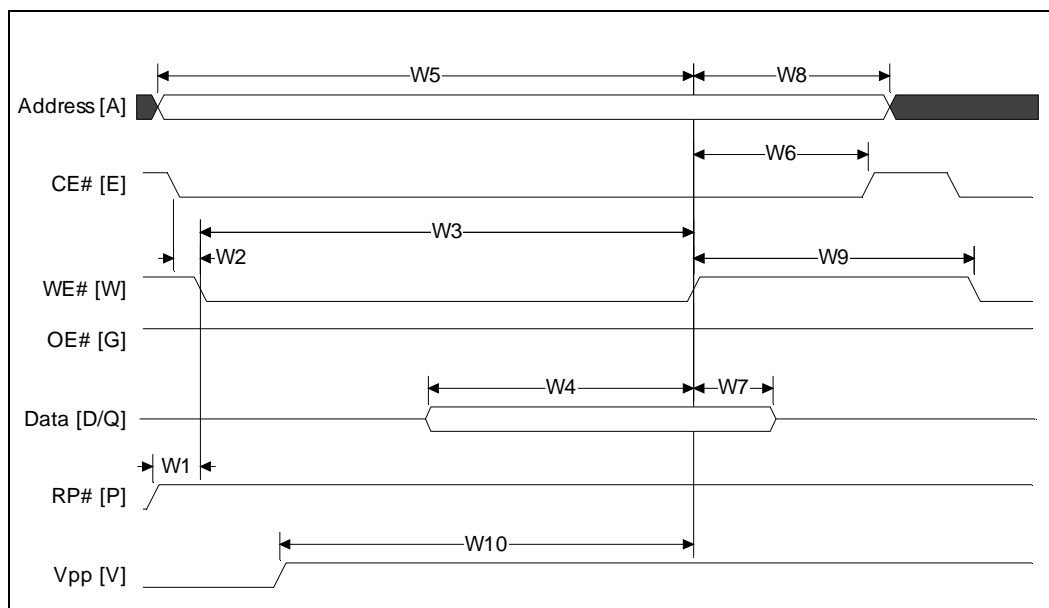 W5 W8
Address [A]
W6
CE# [E]
W3
W2 W9
WE# [W]
OE# [G]
W4 W7
Data [D/Q]
W1
RP# [P]
W10
Vpp [V]